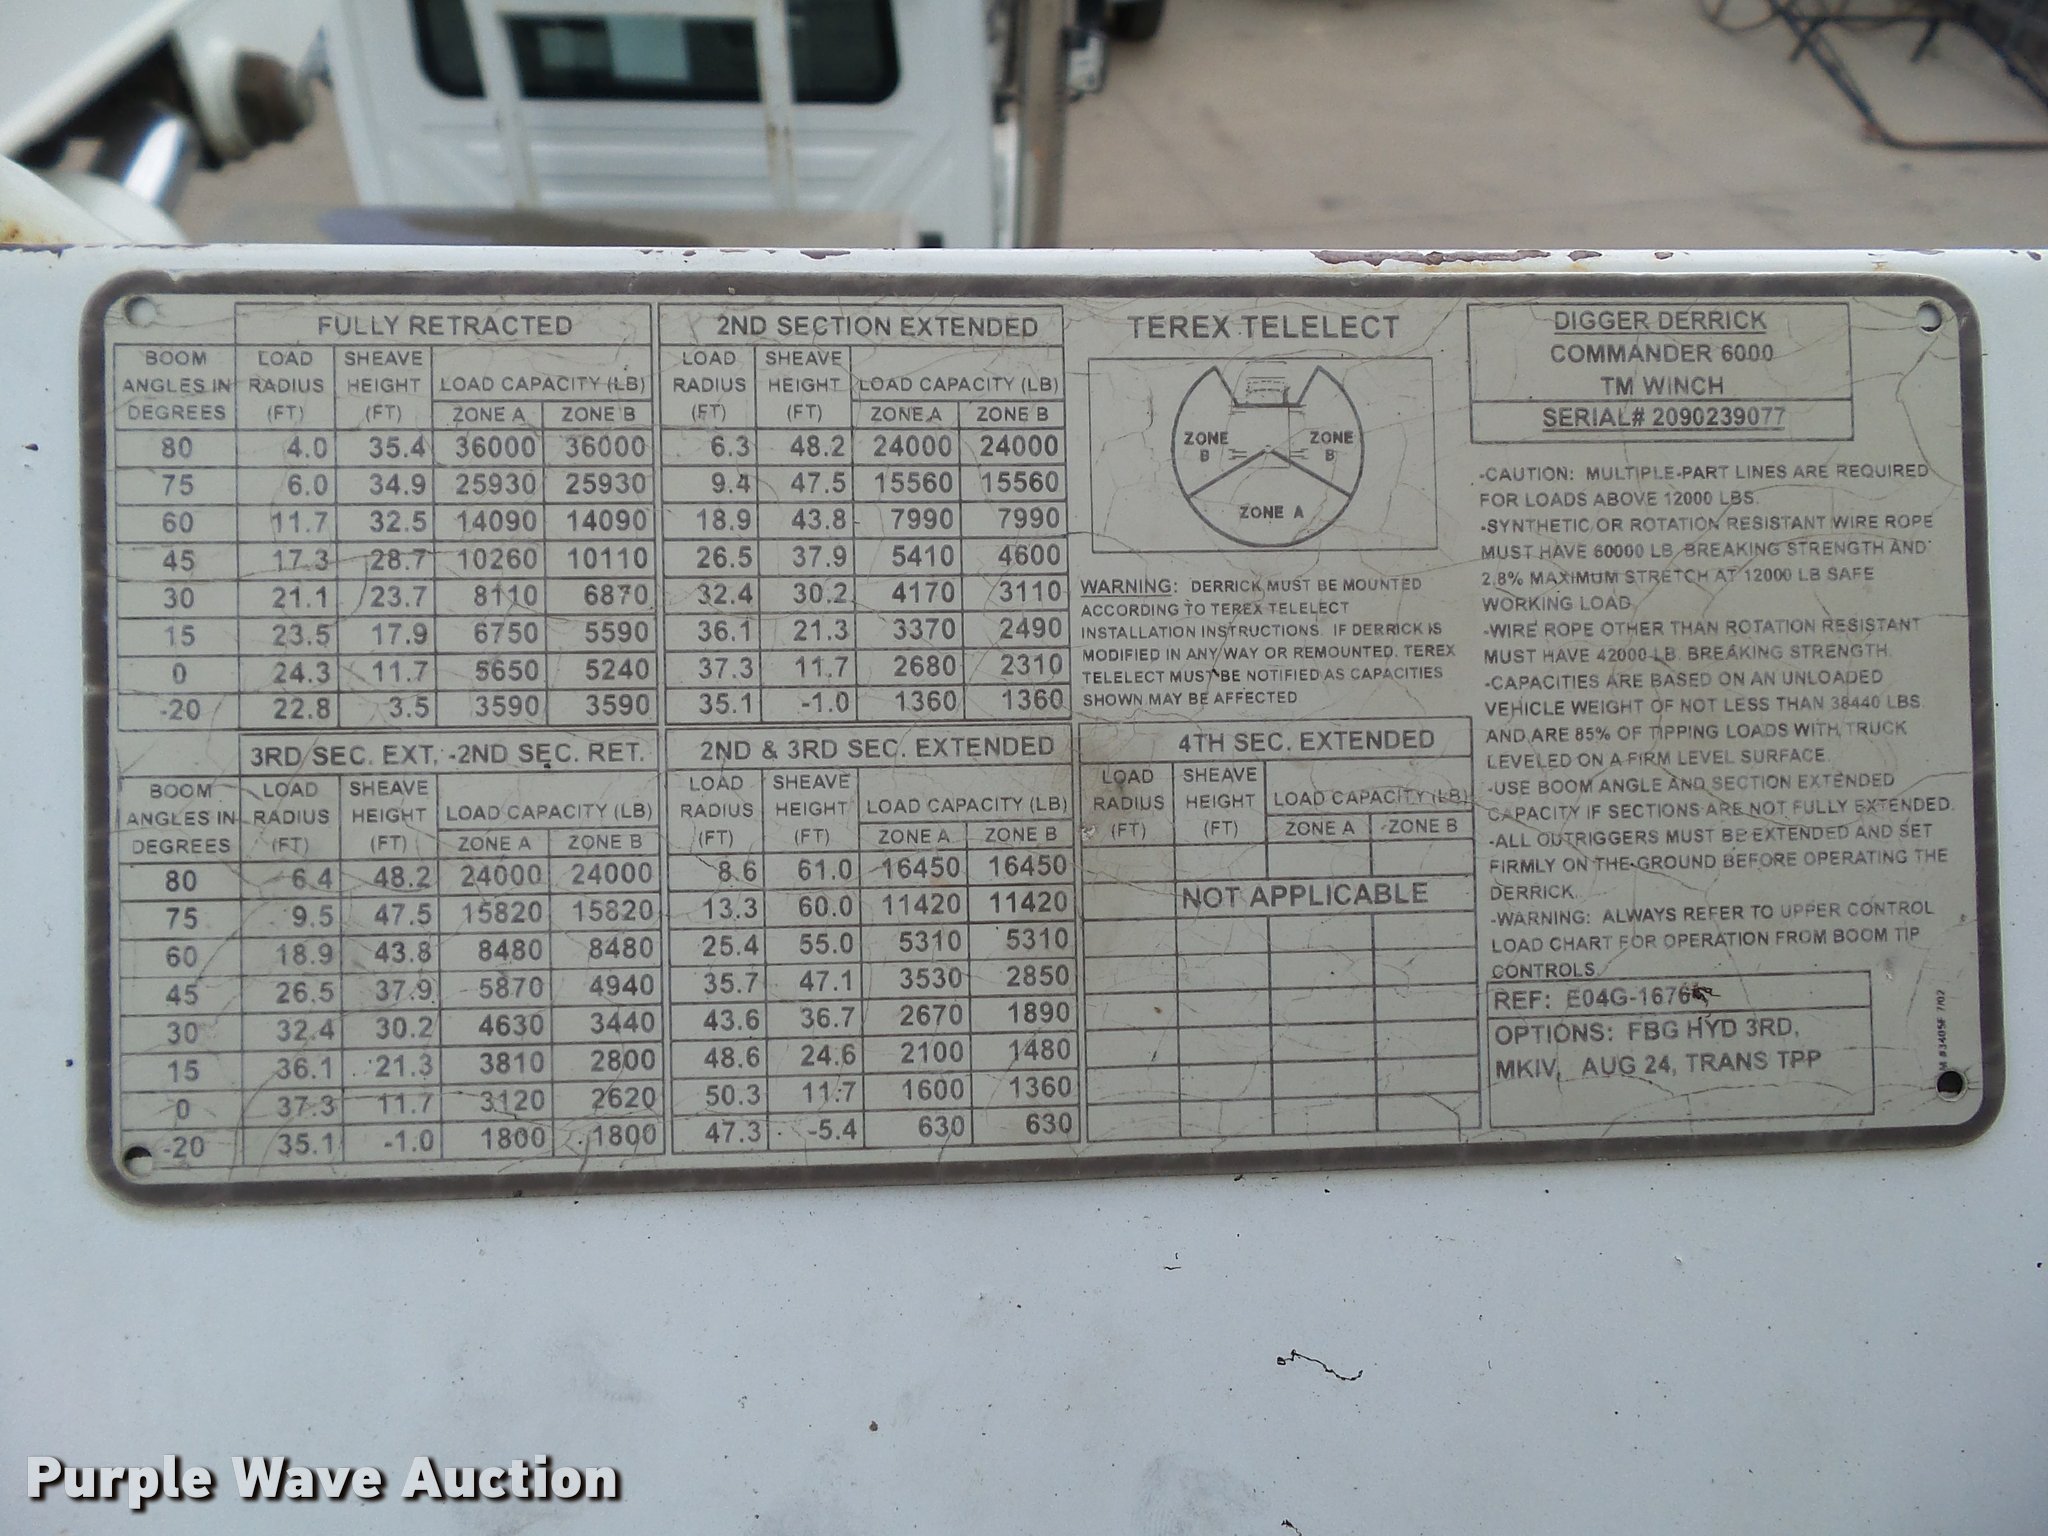 FULLY RETRACTED
BOOM ANGLES IN DEGREES | LOAD RADIUS (FT) | SHEAVE HEIGHT (FT) | LOAD CAPACITY (LB)
ZONE A | ZONE B
80 4.0 35.4 36000 36000
75 6.0 34.9 25930 25930
60 11.7 32.5 14090 14090
45 17.3 28.7 10260 10110
30 21.1 23.7 8110 6870
15 23.5 17.9 6750 5590
0 24.3 11.7 5650 5240
-20 22.8 3.5 3590 3590
2ND SECTION EXTENDED
LOAD RADIUS (FT) | SHEAVE HEIGHT (FT) | LOAD CAPACITY (LB)
ZONE A | ZONE B
6.3 48.2 24000 24000
9.4 47.5 15560 15560
18.9 43.8 7990 7990
26.5 37.9 5410 4600
32.4 30.2 4170 3110
36.1 21.3 3370 2490
37.3 11.7 2680 2310
35.1 -1.0 1360 1360
3RD SEC. EXT, -2ND SEC. RET.
BOOM ANGLES IN DEGREES | LOAD RADIUS (FT) | SHEAVE HEIGHT (FT) | LOAD CAPACITY (LB)
ZONE A | ZONE B
80 6.4 48.2 24000 24000
75 9.5 47.5 15820 15820
60 18.9 43.8 8480 8480
45 26.5 37.9 5870 4940
30 32.4 30.2 4630 3440
15 36.1 21.3 3810 2800
0 37.3 11.7 3120 2620
-20 35.1 -1.0 1800 1800
2ND & 3RD SEC. EXTENDED
LOAD RADIUS (FT) | SHEAVE HEIGHT (FT) | LOAD CAPACITY (LB)
ZONE A | ZONE B
8.6 61.0 16450 16450
13.3 60.0 11420 11420
25.4 55.0 5310 5310
35.7 47.1 3530 2850
43.6 36.7 2670 1890
48.6 24.6 2100 1480
50.3 11.7 1600 1360
47.3 -5.4 630 630
TEREX TELELECT
ZONE B
ZONE B
ZONE A
WARNING: DERRICK MUST BE MOUNTED
ACCORDING TO TEREX TELELECT
INSTALLATION INSTRUCTIONS. IF DERRICK IS
MODIFIED IN ANY WAY OR REMOUNTED, TEREX
TELELECT MUST BE NOTIFIED AS CAPACITIES
SHOWN MAY BE AFFECTED
4TH SEC. EXTENDED
LOAD RADIUS (FT) | SHEAVE HEIGHT (FT) | LOAD CAPACITY (LB)
ZONE A | ZONE B
NOT APPLICABLE
DIGGER DERRICK
COMMANDER 6000
TM WINCH
SERIAL# 2090239077
-CAUTION: MULTIPLE-PART LINES ARE REQUIRED
FOR LOADS ABOVE 12000 LBS.
-SYNTHETIC OR ROTATION RESISTANT WIRE ROPE
MUST HAVE 60000 LB. BREAKING STRENGTH AND
2.8% MAXIMUM STRETCH AT 12000 LB SAFE
WORKING LOAD.
-WIRE ROPE OTHER THAN ROTATION RESISTANT
MUST HAVE 42000 LB. BREAKING STRENGTH.
-CAPACITIES ARE BASED ON AN UNLOADED
VEHICLE WEIGHT OF NOT LESS THAN 38440 LBS.
AND ARE 85% OF TIPPING LOADS WITH TRUCK
LEVELED ON A FIRM LEVEL SURFACE.
-USE BOOM ANGLE AND SECTION EXTENDED
CAPACITY IF SECTIONS ARE NOT FULLY EXTENDED.
-ALL OUTRIGGERS MUST BE EXTENDED AND SET
FIRMLY ON THE GROUND BEFORE OPERATING THE
DERRICK.
-WARNING: ALWAYS REFER TO UPPER CONTROL
LOAD CHART FOR OPERATION FROM BOOM TIP
CONTROLS.
REF: E04G-1676
OPTIONS: FBG HYD 3RD,
MKIV, AUG 24, TRANS TPP
#3405F 7/02
Purple Wave Auction